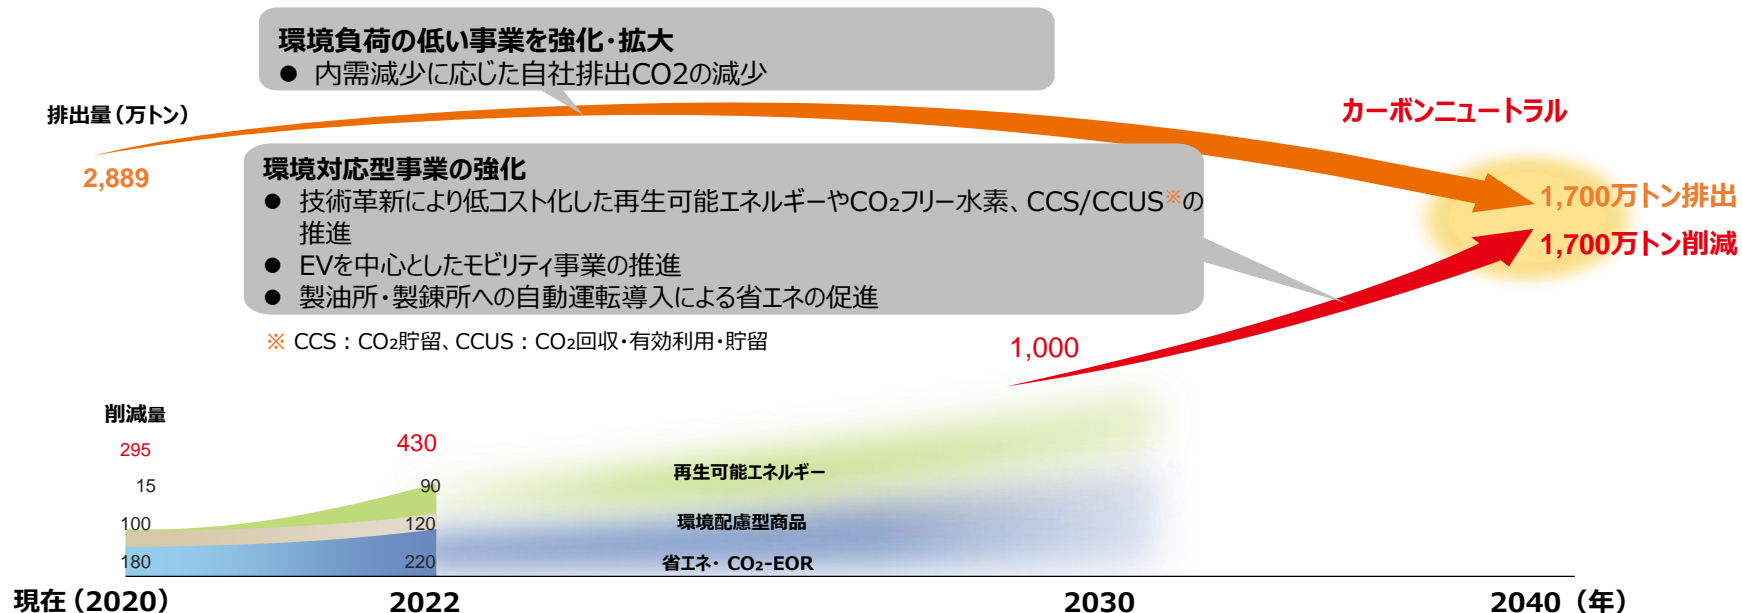 環境負荷の低い事業を強化・拡大
● 内需減少に応じた自社排出CO2の減少
排出量（万トン）
2,889
カーボンニュートラル
環境対応型事業の強化
● 技術革新により低コスト化した再生可能エネルギーやCO₂フリー水素、CCS/CCUS※の
推進
● EVを中心としたモビリティ事業の推進
● 製油所・製錬所への自動運転導入による省エネの促進
1,700万トン排出
1,700万トン削減
※ CCS：CO₂貯留、CCUS：CO₂回収・有効利用・貯留
1,000
削減量
295
430
15
90
再生可能エネルギー
100
120
環境配慮型商品
180
220
省エネ・ CO₂-EOR
現在（2020）
2022
2030
2040（年）